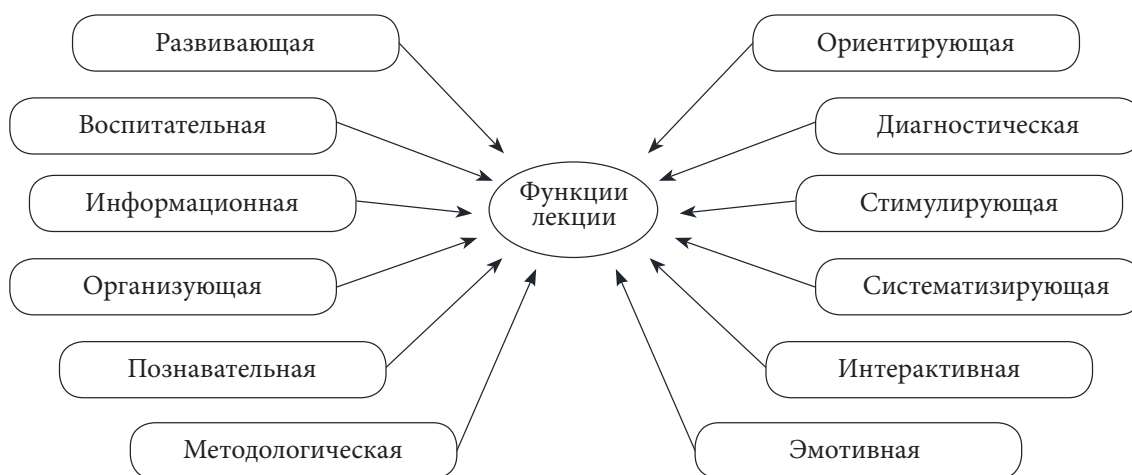 Развивающая
Ориентирующая
Воспитательная
Диагностическая
Функции
лекции
Информационная
Стимулирующая
Организующая
Систематизирующая
Познавательная
Интерактивная
Методологическая
Эмотивная